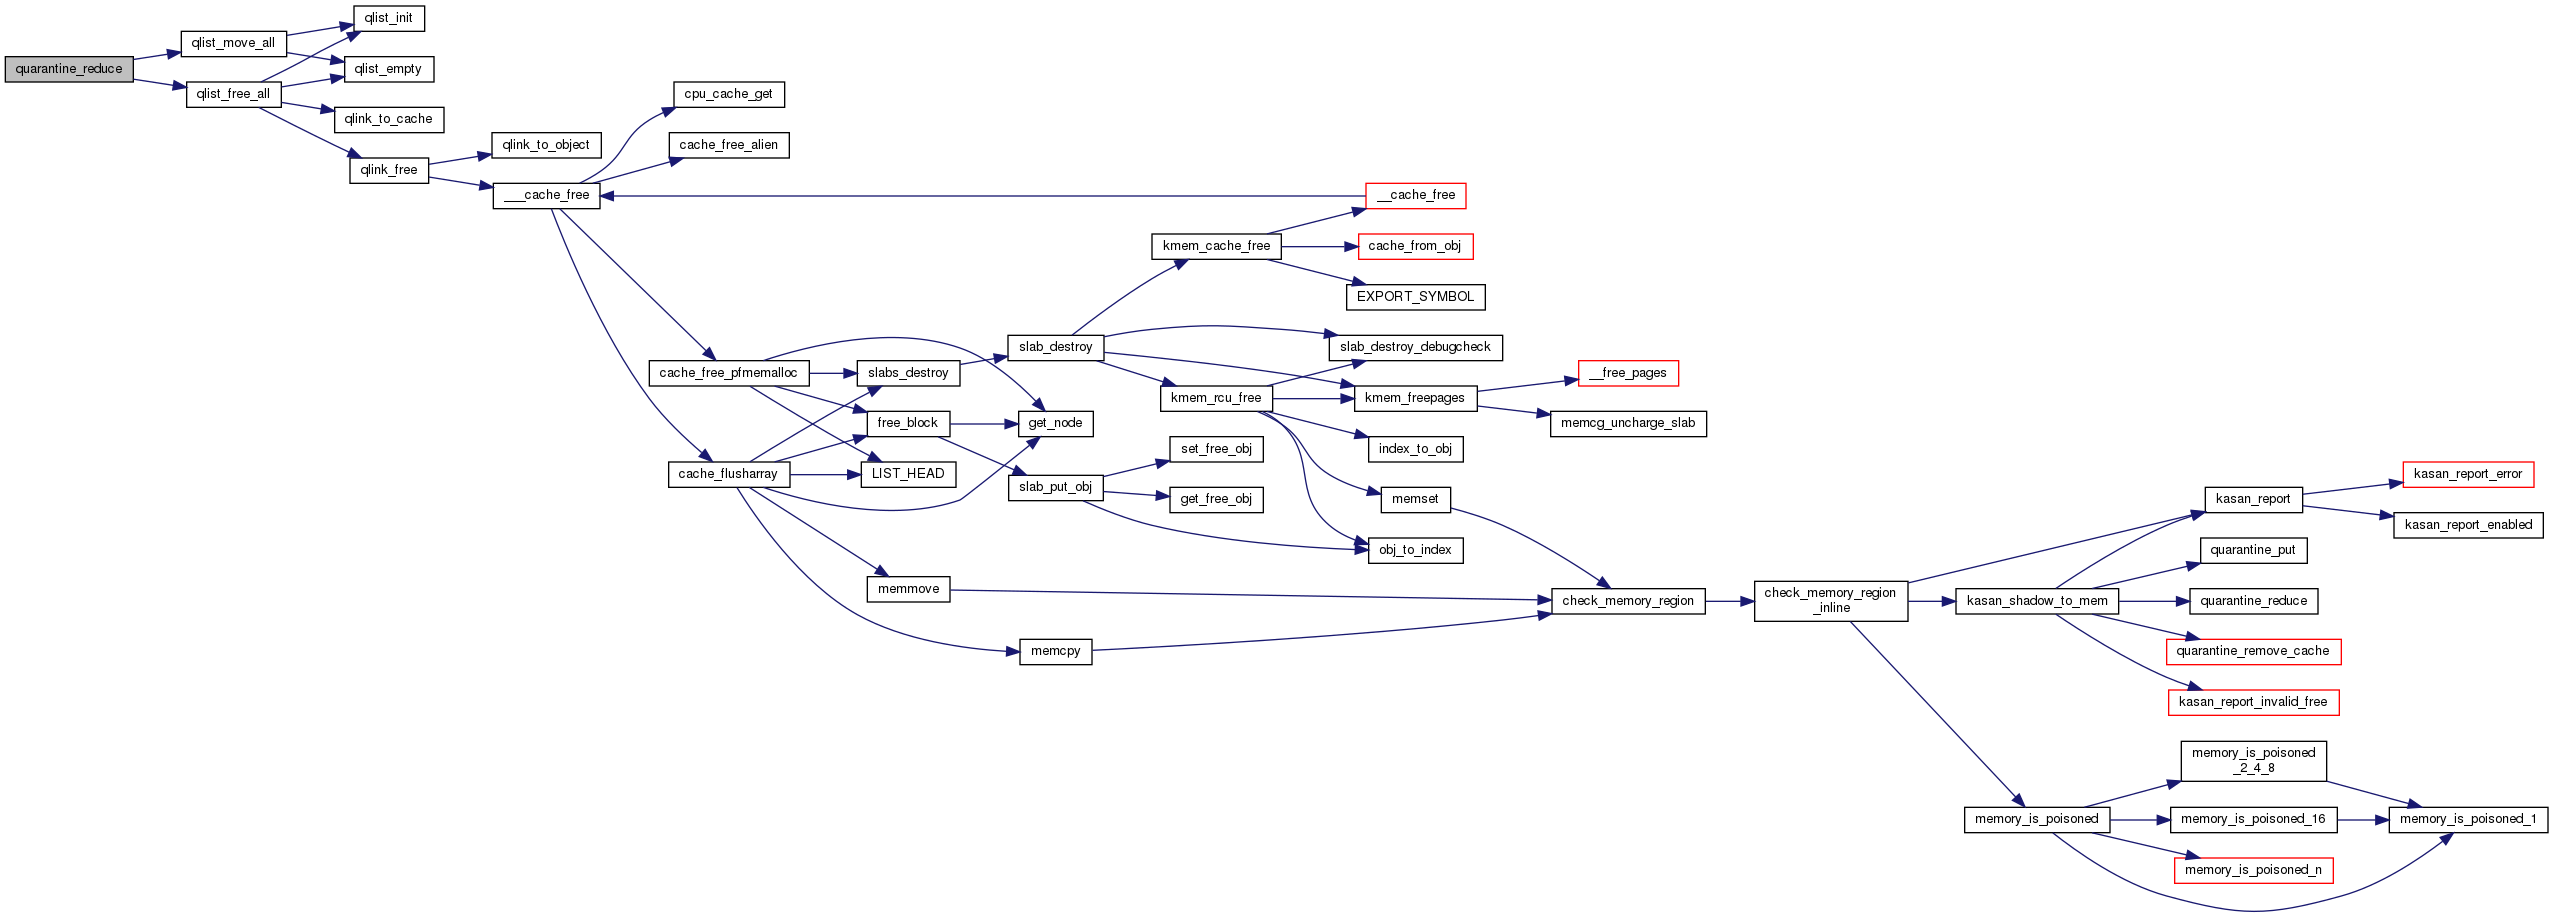 quarantine_reduce
qlist_move_all
qlist_free_all
qlist_init
qlist_empty
qlink_to_cache
qlink_free
qlink_to_object
___cache_free
cpu_cache_get
cache_free_alien
cache_free_pfmemalloc
cache_flusharray
slabs_destroy
free_block
LIST_HEAD
memmove
slab_destroy
get_node
slab_put_obj
memcpy
kmem_cache_free
kmem_rcu_free
set_free_obj
get_free_obj
__cache_free
cache_from_obj
EXPORT_SYMBOL
slab_destroy_debugcheck
kmem_freepages
index_to_obj
memset
obj_to_index
__free_pages
memcg_uncharge_slab
check_memory_region
check_memory_region
_inline
kasan_shadow_to_mem
memory_is_poisoned
kasan_report
quarantine_put
quarantine_reduce
quarantine_remove_cache
kasan_report_invalid_free
memory_is_poisoned
_2_4_8
memory_is_poisoned_16
memory_is_poisoned_n
kasan_report_error
kasan_report_enabled
memory_is_poisoned_1